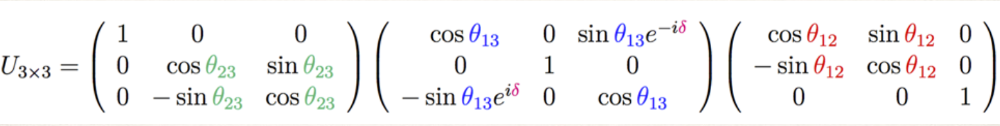 U₃ₓ₃ = ( 1 0 0 ) ( cos θ₁₃ 0 sin θ₁₃e^{−iδ} ) ( cos θ₁₂ sin θ₁₂ 0 )
( 0 cos θ₂₃ sin θ₂₃ ) ( 0 1 0 ) ( − sin θ₁₂ cos θ₁₂ 0 )
( 0 − sin θ₂₃ cos θ₂₃ ) ( − sin θ₁₃e^{iδ} 0 cos θ₁₃ ) ( 0 0 1 )